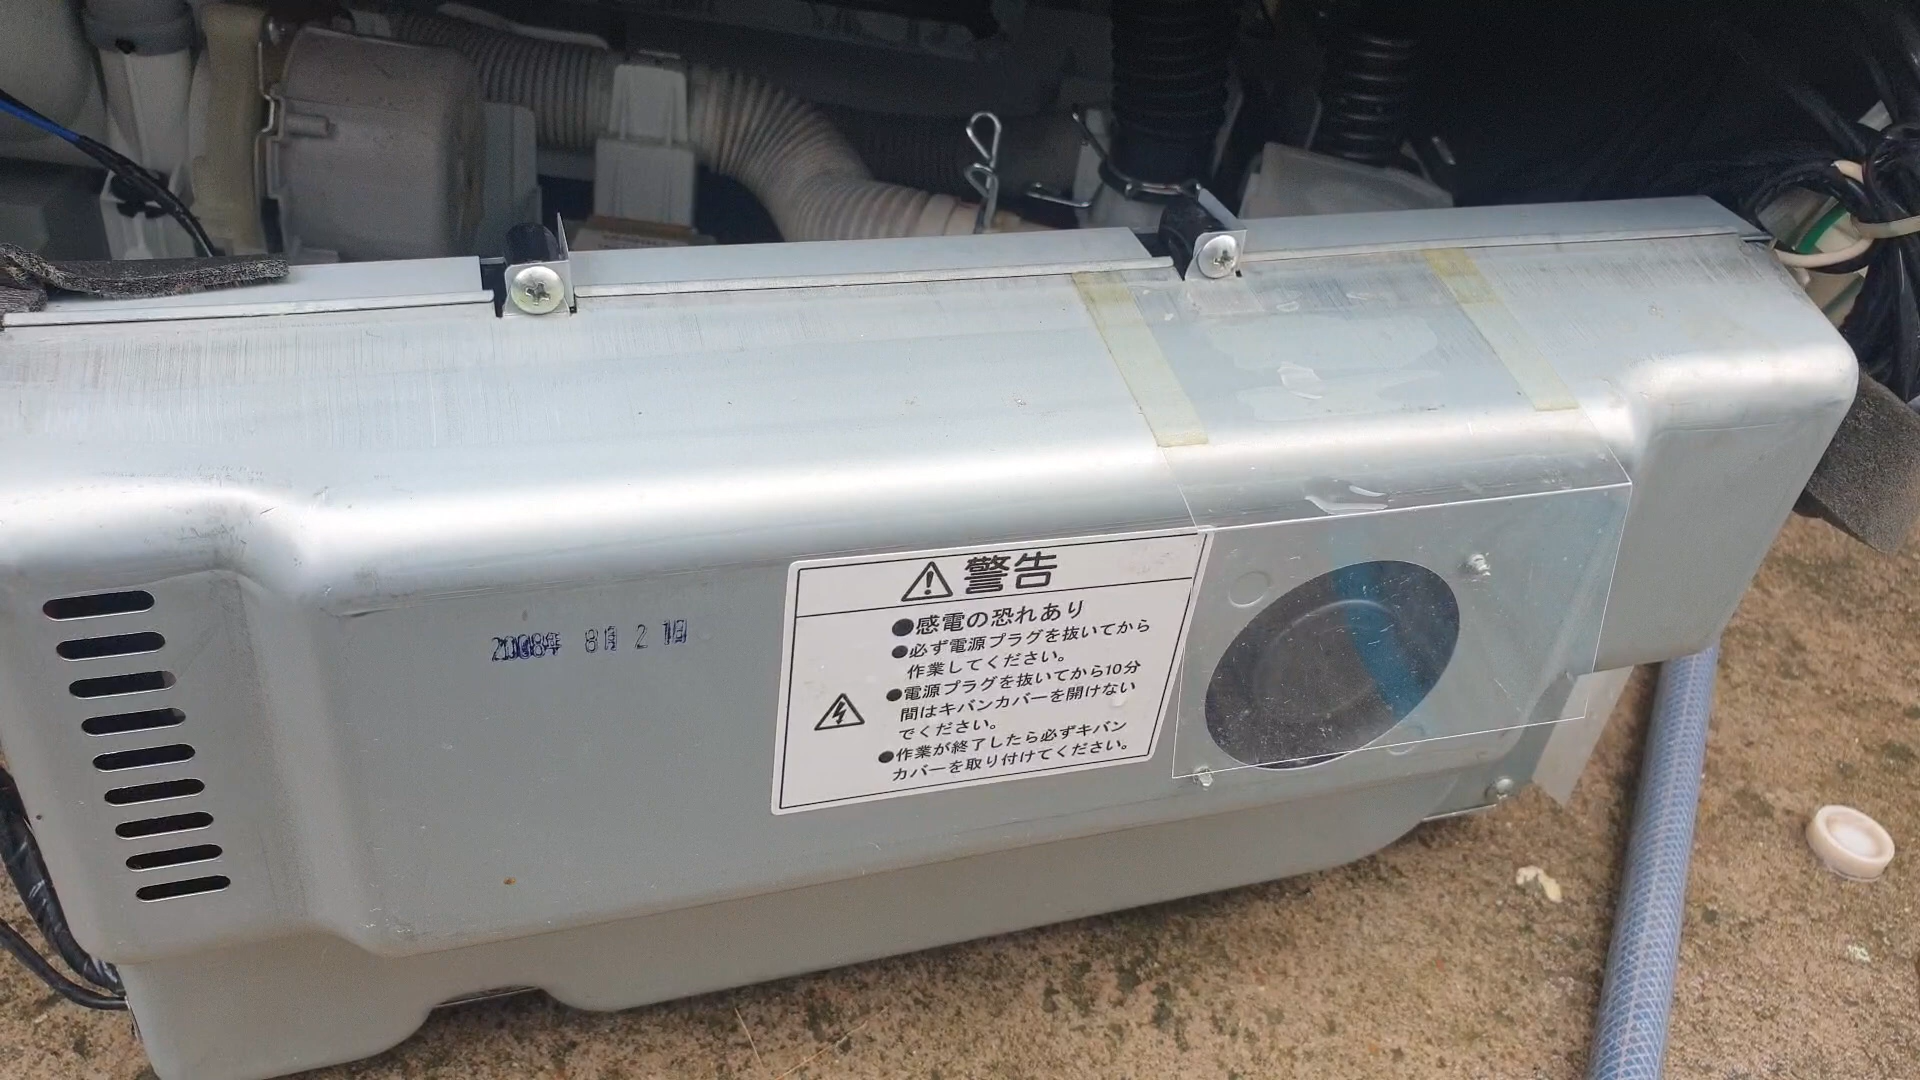 2008年 8月21日
警告
●感電の恐れあり
●必ず電源プラグを抜いてから
作業してください。
●電源プラグを抜いてから10分
間はキバンカバーを開けない
でください。
●作業が終了したら必ずキバン
カバーを取り付けてください。